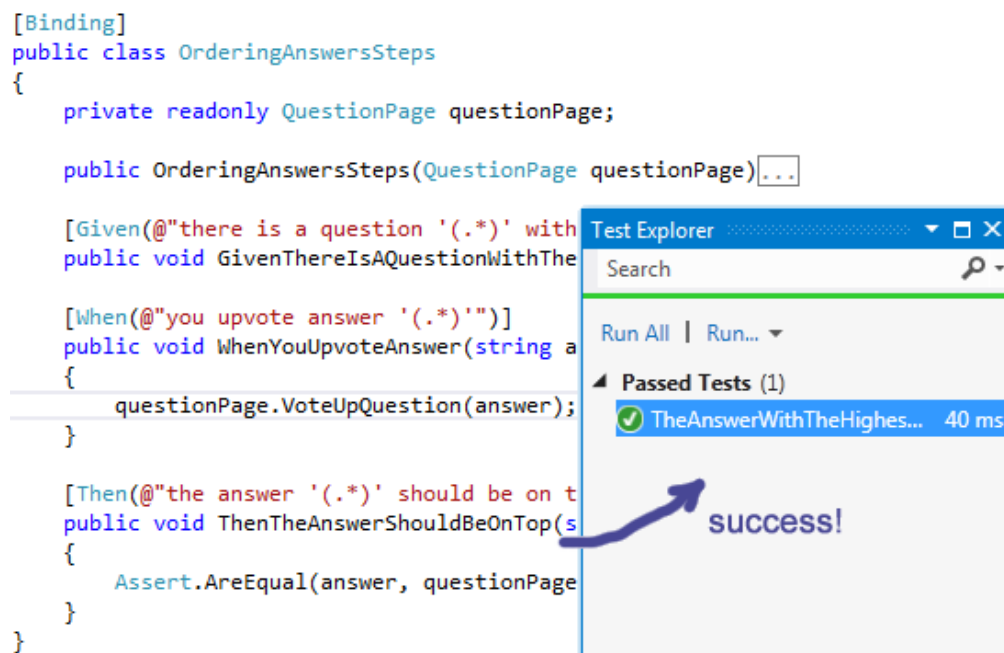 [Binding]
public class OrderingAnswersSteps
{
private readonly QuestionPage questionPage;
public OrderingAnswersSteps(QuestionPage questionPage)...
[Given(@"there is a question '(.*)' with
public void GivenThereIsAQuestionWithThe
[When(@"you upvote answer '(.*)'")]
public void WhenYouUpvoteAnswer(string a
{
questionPage.VoteUpQuestion(answer);
}
[Then(@"the answer '(.*)' should be on t
public void ThenTheAnswerShouldBeOnTop(s
{
Assert.AreEqual(answer, questionPage
}
}
Test Explorer
Search
Run All | Run...
Passed Tests (1)
TheAnswerWithTheHighes... 40 ms
success!